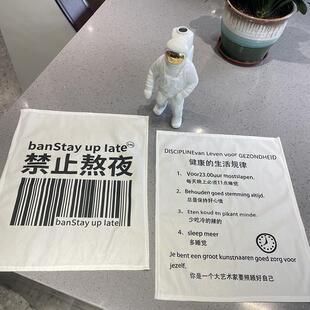 banStay up late
禁止熬夜
banStay up late
DISCIPLINEvan Leven voor GEZONDHEID
健康的生活规律
1. Voor23.00uur moetslapen.
每天晚上必须11点睡觉
2. Behouden goed stemming altijd.
总是保持好心情
3. Eten koud en pikant minde.
少吃冷的辣的
4. sleep meer
多睡觉
Je bent een groot kunstnaaren goed zorg voor
jezelf.
你是一个大艺术家要照顾好自己